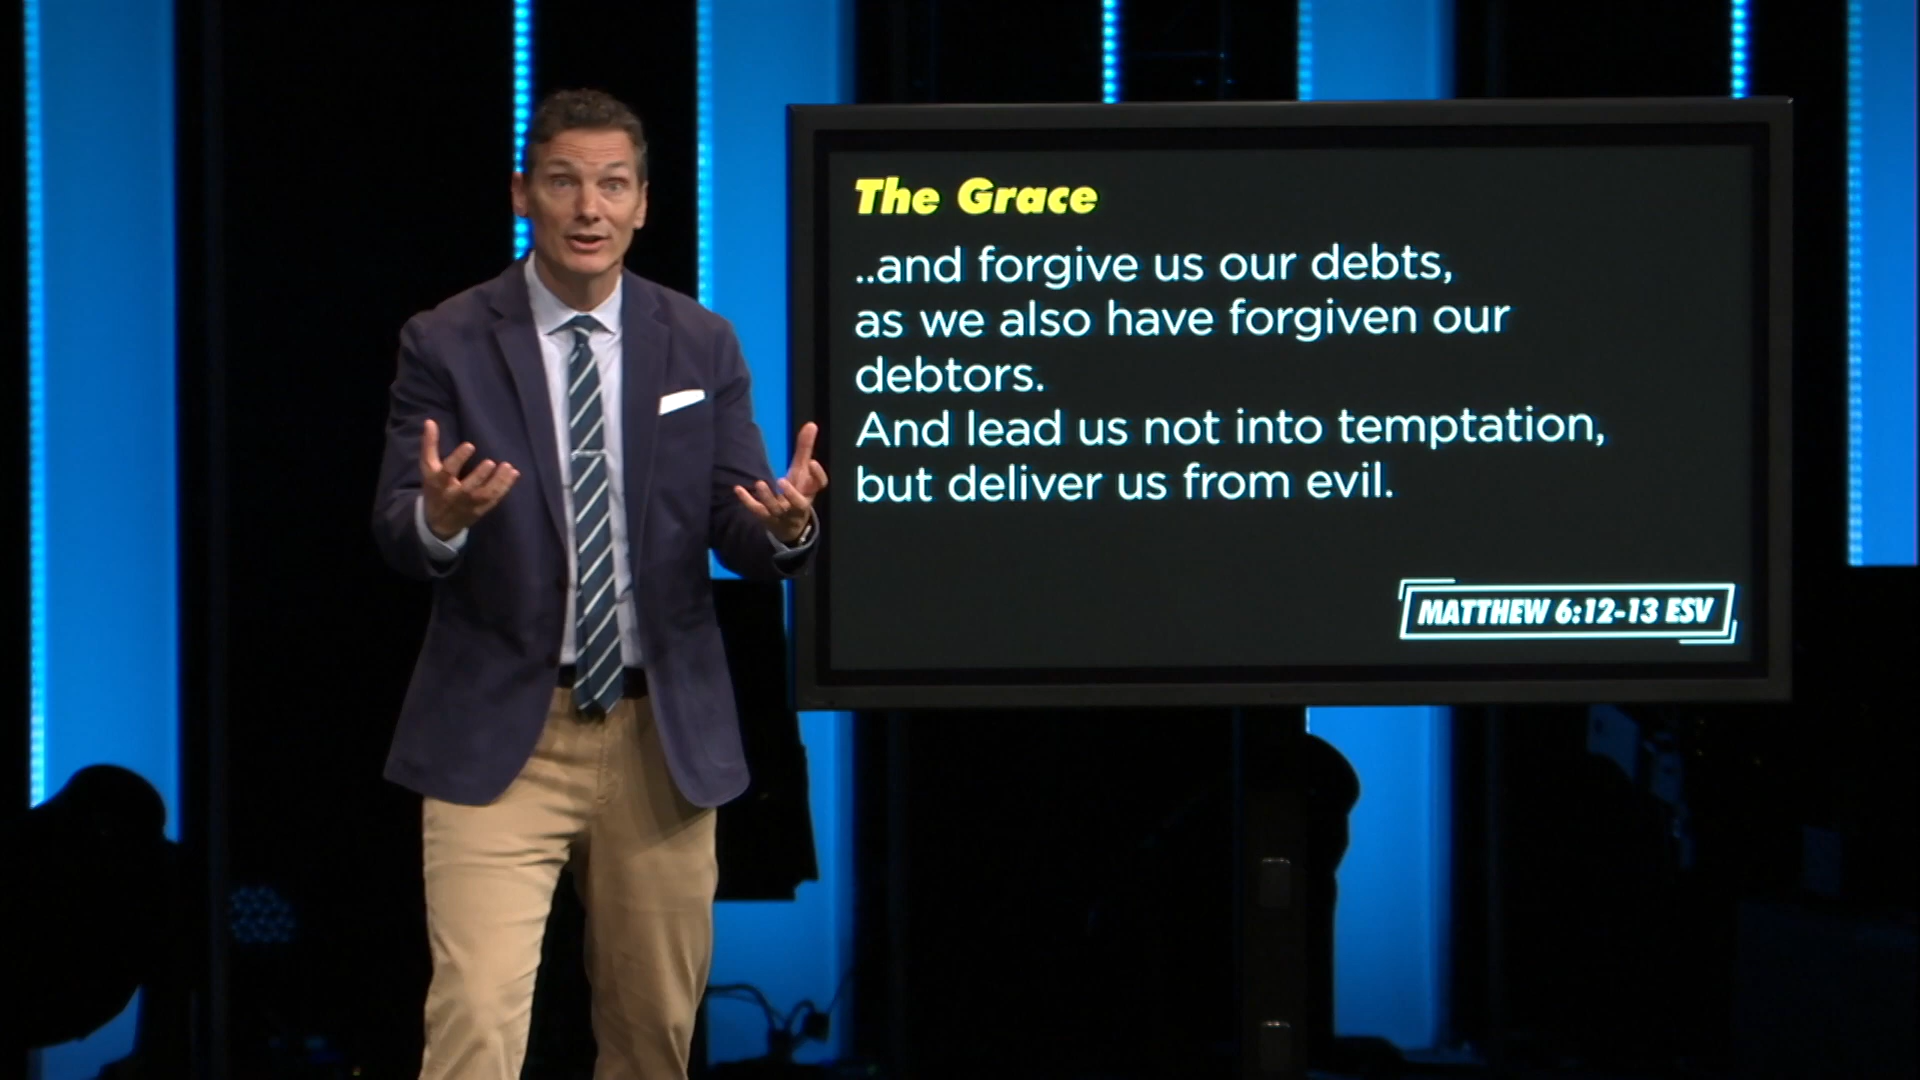 The Grace
..and forgive us our debts,
as we also have forgiven our
debtors.
And lead us not into temptation,
but deliver us from evil.
MATTHEW 6:12-13 ESV